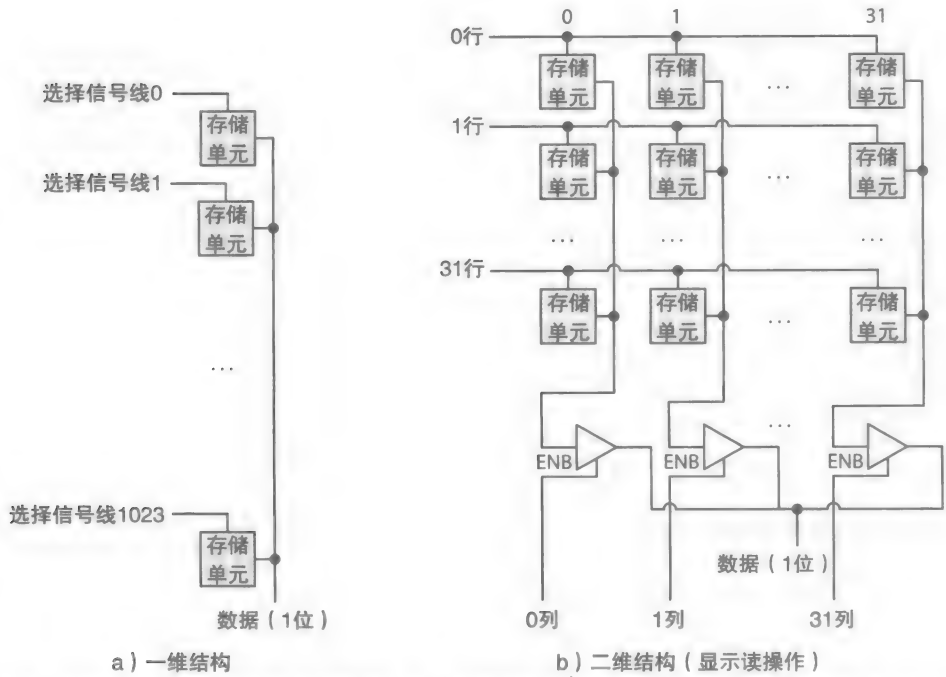 选择信号线0
存储
单元
选择信号线1
存储
单元
...
选择信号线1023
存储
单元
数据（1位）
a）一维结构
0 1 31
0行
存储 存储 ... 存储
单元 单元 单元
1行
存储 存储 ... 存储
单元 单元 单元
... ... ...
31行
存储 存储 ... 存储
单元 单元 单元
...
ENB ENB ENB
数据（1位）
0列 1列 31列
b）二维结构（显示读操作）